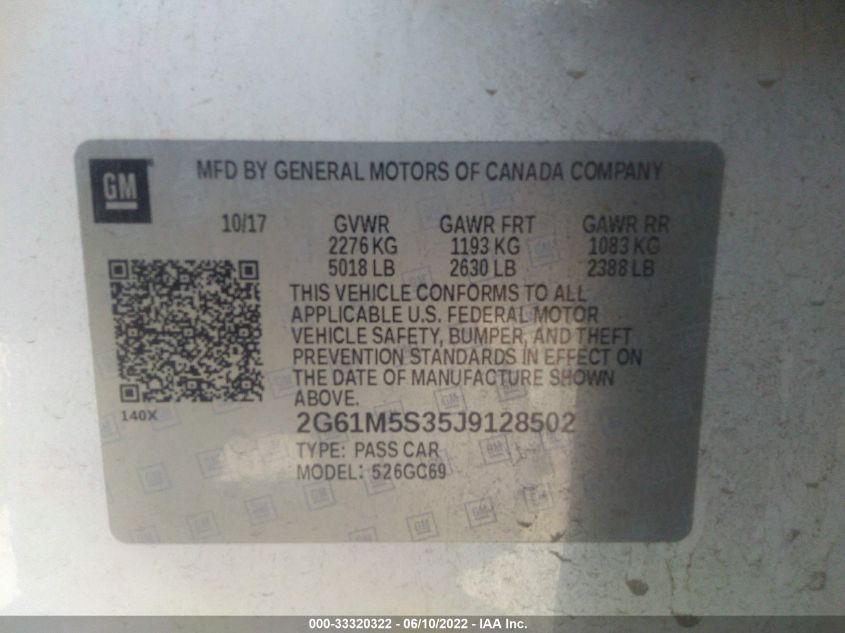 GM
MFD BY GENERAL MOTORS OF CANADA COMPANY
10/17 GVWR GAWR FRT GAWR RR
2276 KG 1193 KG 1083 KG
5018 LB 2630 LB 2388 LB
THIS VEHICLE CONFORMS TO ALL
APPLICABLE U.S. FEDERAL MOTOR
VEHICLE SAFETY, BUMPER, AND THEFT
PREVENTION STANDARDS IN EFFECT ON
THE DATE OF MANUFACTURE SHOWN
ABOVE.
140X
2G61M5S35J9128502
TYPE: PASS CAR
MODEL: 526GC69
000-33320322 - 06/10/2022 - IAA Inc.